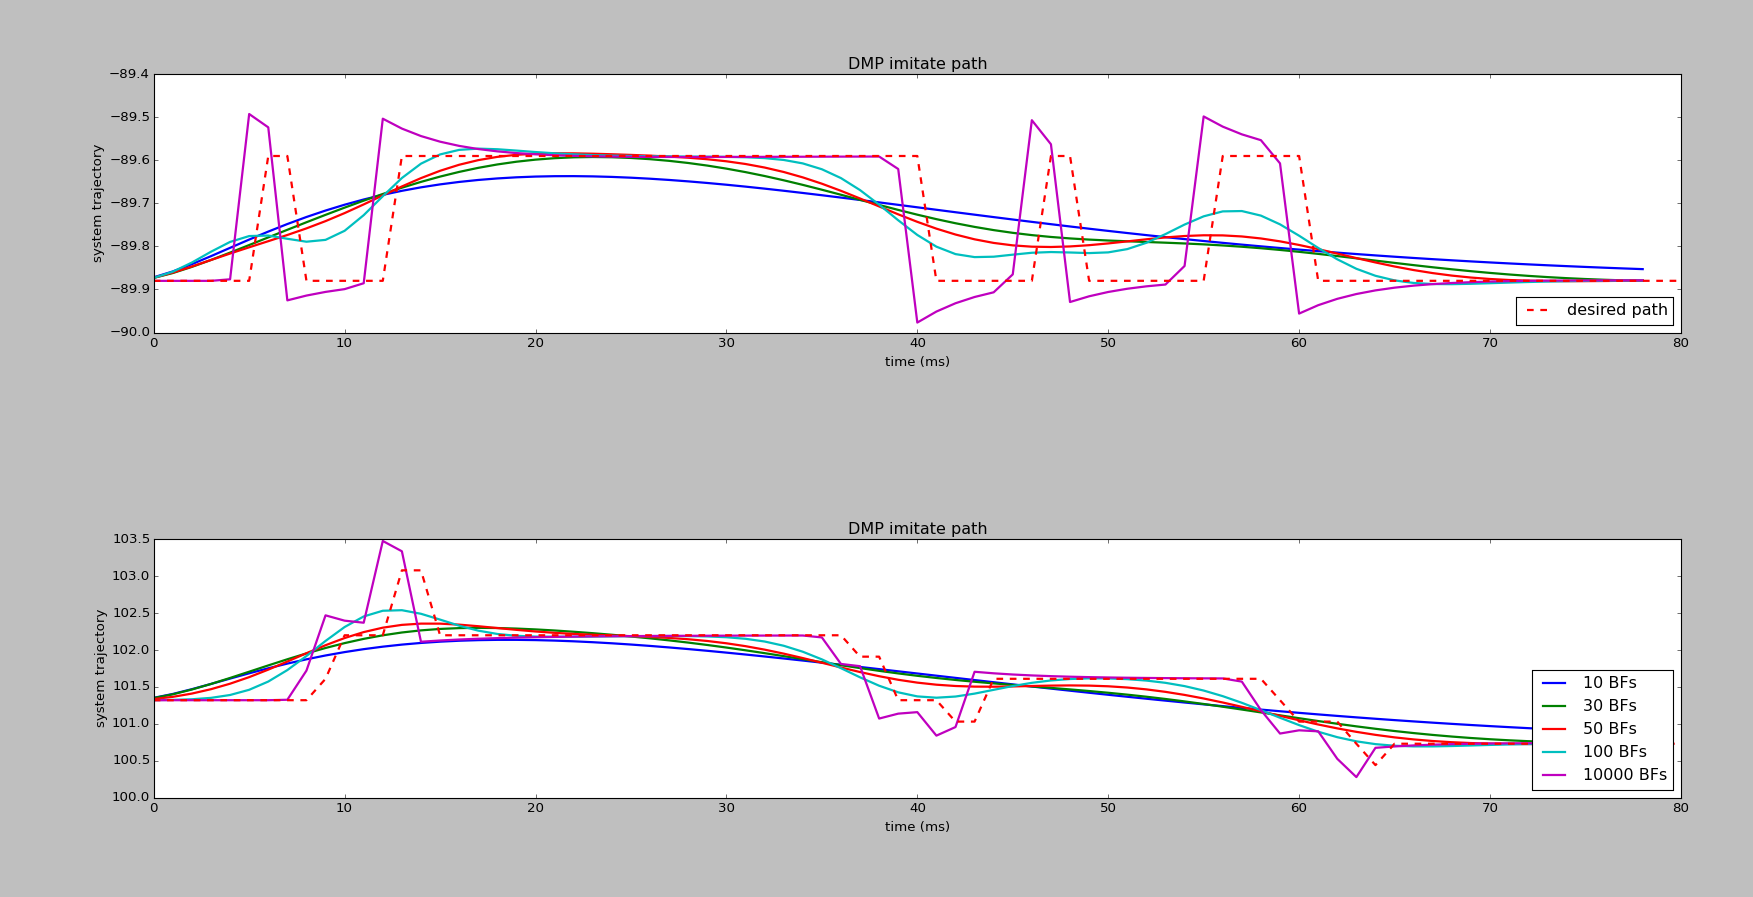 DMP imitate path
−89.4
−89.5
−89.6
−89.7
−89.8
−89.9
−90.0
system trajectory
desired path
0 10 20 30 40 50 60 70 80
time (ms)
DMP imitate path
103.5
103.0
102.5
102.0
101.5
101.0
100.5
100.0
system trajectory
10 BFs
30 BFs
50 BFs
100 BFs
10000 BFs
0 10 20 30 40 50 60 70 80
time (ms)